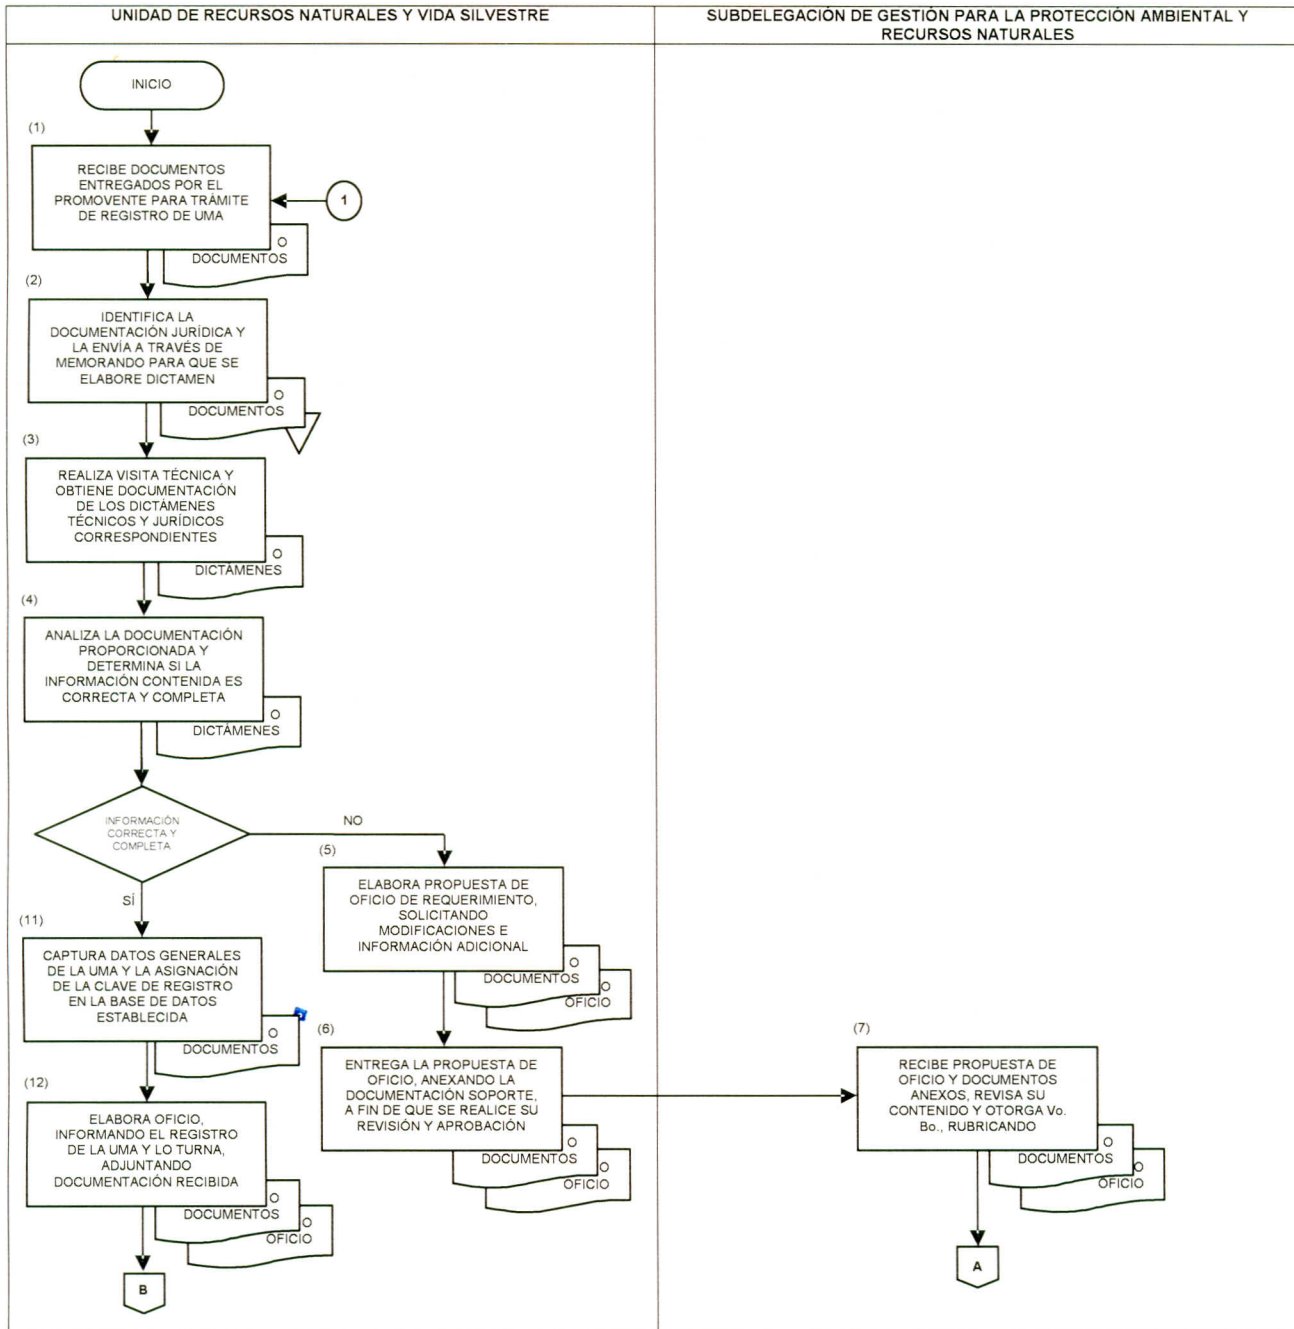 UNIDAD DE RECURSOS NATURALES Y VIDA SILVESTRE
SUBDELEGACIÓN DE GESTIÓN PARA LA PROTECCIÓN AMBIENTAL Y
RECURSOS NATURALES
INICIO
(1)
RECIBE DOCUMENTOS
ENTREGADOS POR EL
PROMOVENTE PARA TRÁMITE
DE REGISTRO DE UMA
1
O
DOCUMENTOS
(2)
IDENTIFICA LA
DOCUMENTACIÓN JURÍDICA Y
LA ENVÍA A TRAVÉS DE
MEMORANDO PARA QUE SE
ELABORE DICTAMEN
O
DOCUMENTOS
(3)
REALIZA VISITA TÉCNICA Y
OBTIENE DOCUMENTACIÓN
DE LOS DICTÁMENES
TÉCNICOS Y JURÍDICOS
CORRESPONDIENTES
O
DICTÁMENES
(4)
ANALIZA LA DOCUMENTACIÓN
PROPORCIONADA Y
DETERMINA SI LA
INFORMACIÓN CONTENIDA ES
CORRECTA Y COMPLETA
O
DICTÁMENES
INFORMACIÓN
CORRECTA Y
COMPLETA
NO
SÍ
(5)
ELABORA PROPUESTA DE
OFICIO DE REQUERIMIENTO,
SOLICITANDO
MODIFICACIONES E
INFORMACIÓN ADICIONAL
O
DOCUMENTOS
O
OFICIO
(11)
CAPTURA DATOS GENERALES
DE LA UMA Y LA ASIGNACIÓN
DE LA CLAVE DE REGISTRO
EN LA BASE DE DATOS
ESTABLECIDA
O
DOCUMENTOS
(6)
ENTREGA LA PROPUESTA DE
OFICIO, ANEXANDO LA
DOCUMENTACIÓN SOPORTE,
A FIN DE QUE SE REALICE SU
REVISIÓN Y APROBACIÓN
O
DOCUMENTOS
O
OFICIO
(7)
RECIBE PROPUESTA DE
OFICIO Y DOCUMENTOS
ANEXOS, REVISA SU
CONTENIDO Y OTORGA Vo.
Bo., RUBRICANDO
O
DOCUMENTOS
O
OFICIO
(12)
ELABORA OFICIO,
INFORMANDO EL REGISTRO
DE LA UMA Y LO TURNA,
ADJUNTANDO
DOCUMENTACIÓN RECIBIDA
O
DOCUMENTOS
O
OFICIO
B
A